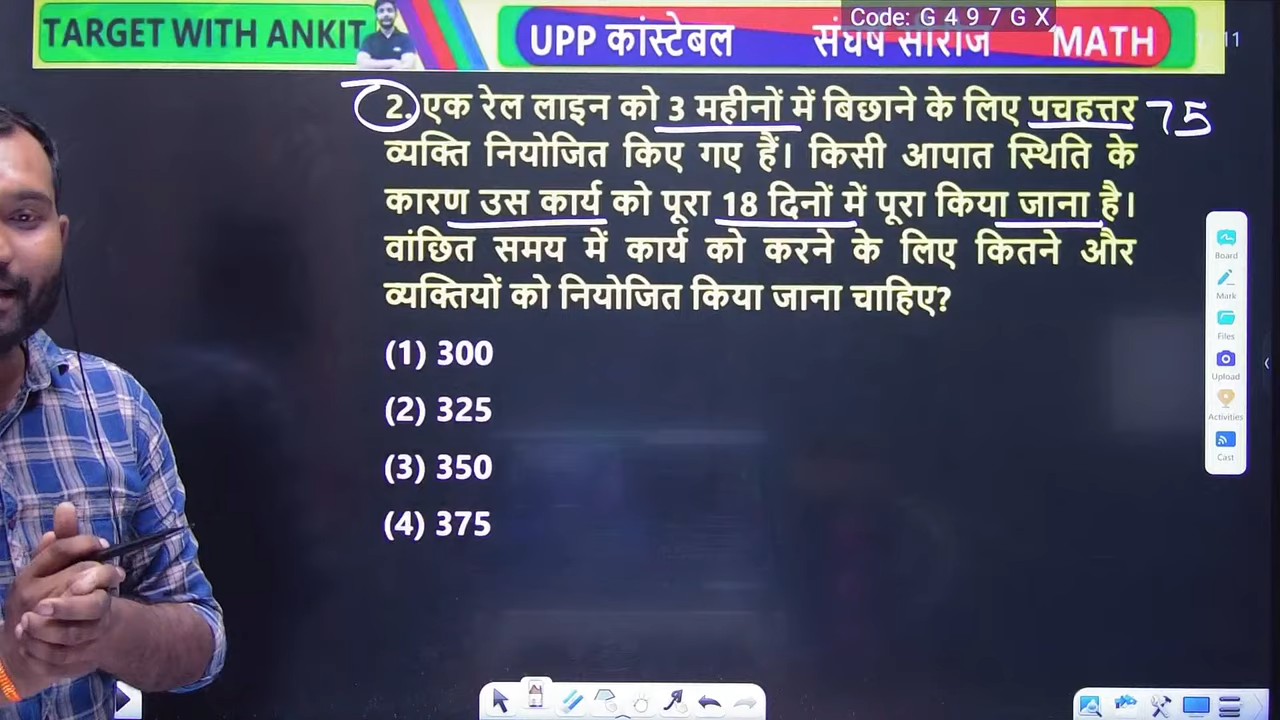 TARGET WITH ANKIT
UPP कांस्टेबल संघर्ष सीरीज MATH
Code: G 4 9 7 G X
11
2. एक रेल लाइन को 3 महीनों में बिछाने के लिए पचहत्तर 75
व्यक्ति नियोजित किए गए हैं। किसी आपात स्थिति के
कारण उस कार्य को पूरा 18 दिनों में पूरा किया जाना है।
वांछित समय में कार्य को करने के लिए कितने और
व्यक्तियों को नियोजित किया जाना चाहिए?
(1) 300
(2) 325
(3) 350
(4) 375
Board
Mark
Files
Upload
Activities
Cast